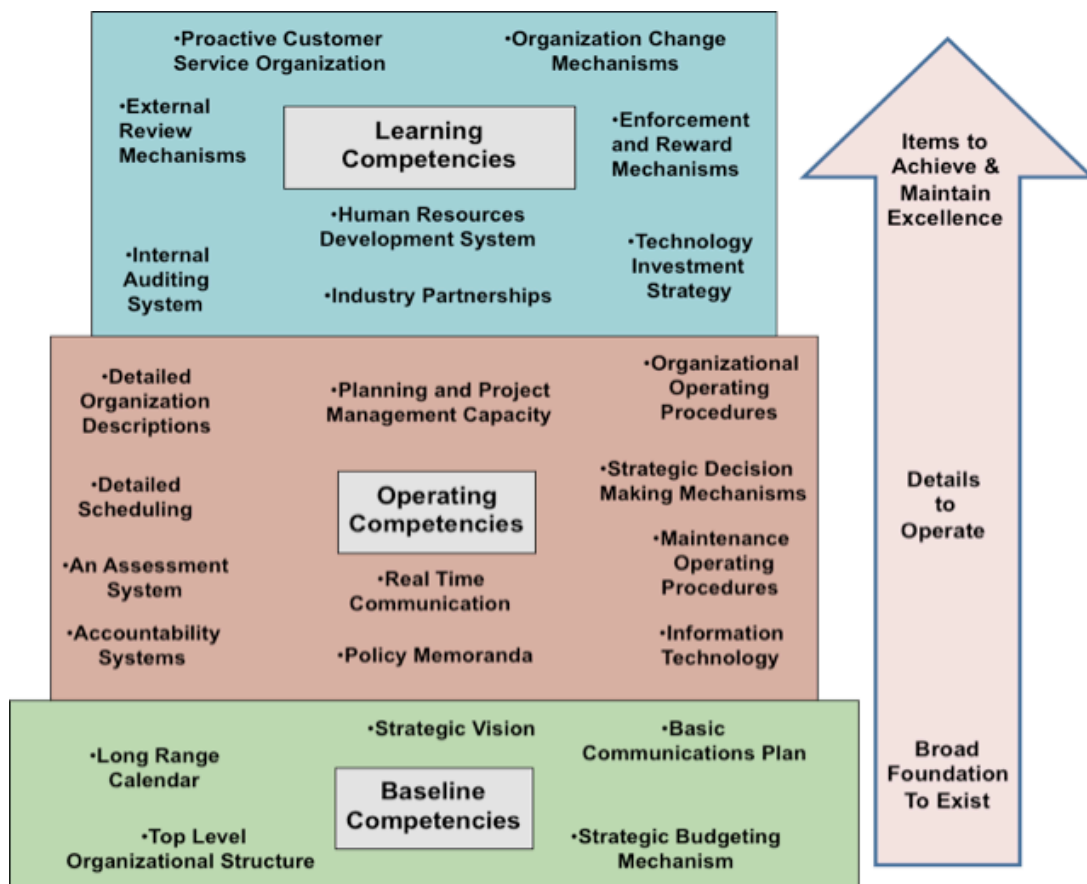 •Proactive Customer
Service Organization
•Organization Change
Mechanisms
•External
Review
Mechanisms
Learning
Competencies
•Enforcement
and Reward
Mechanisms
•Human Resources
Development System
•Internal
Auditing
System
•Industry Partnerships
•Technology
Investment
Strategy
•Detailed
Organization
Descriptions
•Planning and Project
Management Capacity
•Organizational
Operating
Procedures
•Detailed
Scheduling
Operating
Competencies
•Strategic Decision
Making Mechanisms
•An Assessment
System
•Real Time
Communication
•Maintenance
Operating
Procedures
•Accountability
Systems
•Policy Memoranda
•Information
Technology
•Long Range
Calendar
•Strategic Vision
•Basic
Communications Plan
Baseline
Competencies
•Top Level
Organizational Structure
•Strategic Budgeting
Mechanism
Items to
Achieve &
Maintain
Excellence
Details
to
Operate
Broad
Foundation
To Exist